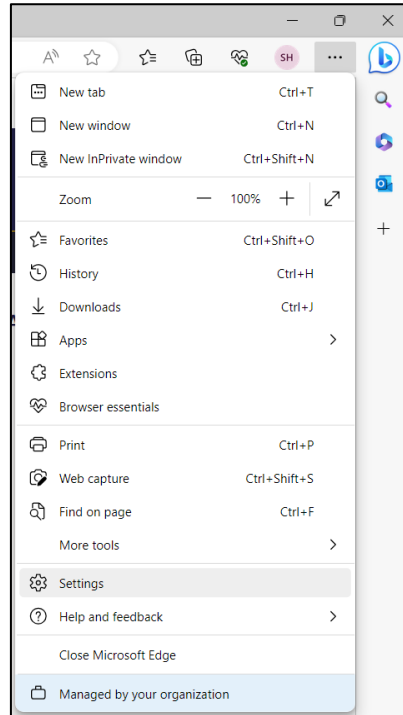 A
SH
New tab Ctrl+T
New window Ctrl+N
New InPrivate window Ctrl+Shift+N
Zoom — 100% +
Favorites Ctrl+Shift+O
History Ctrl+H
Downloads Ctrl+J
Apps
Extensions
Browser essentials
Print Ctrl+P
Web capture Ctrl+Shift+S
Find on page Ctrl+F
More tools
Settings
Help and feedback
Close Microsoft Edge
Managed by your organization